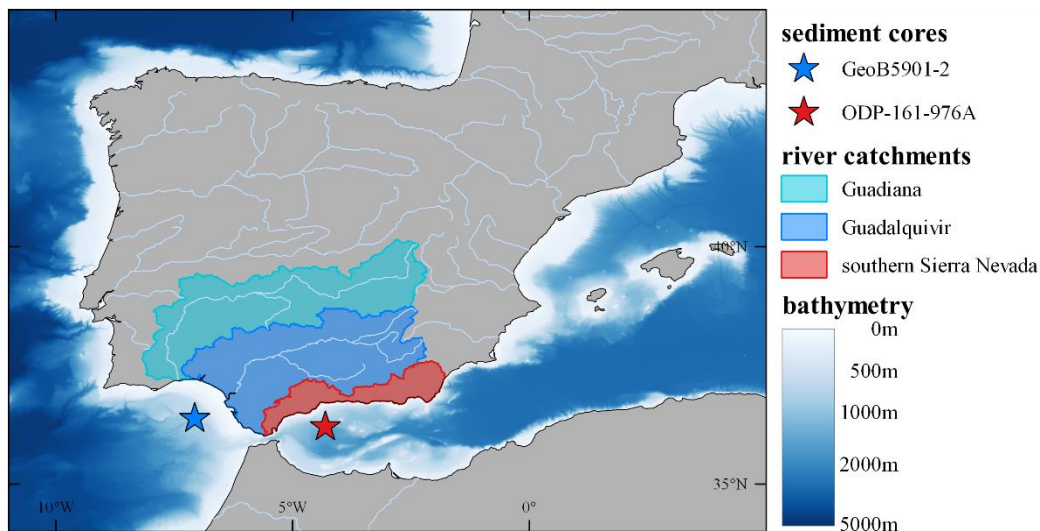 sediment cores
GeoB5901-2
ODP-161-976A
river catchments
Guadiana
Guadalquivir
southern Sierra Nevada
bathymetry
0m
500m
1000m
2000m
5000m
40°N
35°N
10°W
5°W
0°